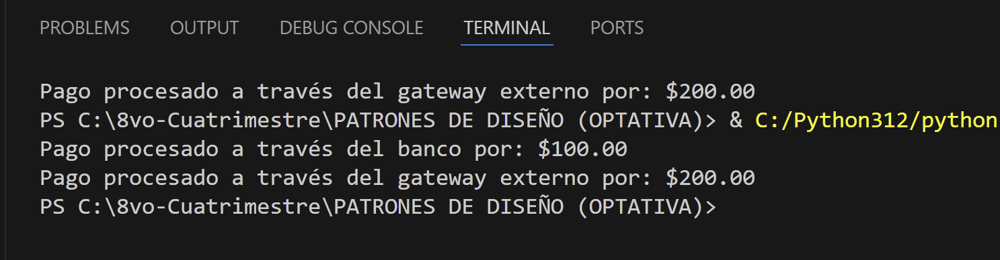 PROBLEMS OUTPUT DEBUG CONSOLE TERMINAL PORTS
Pago procesado a través del gateway externo por: $200.00
PS C:\8vo-Cuatrimestre\PATRONES DE DISEÑO (OPTATIVA)> & C:/Python312/python
Pago procesado a través del banco por: $100.00
Pago procesado a través del gateway externo por: $200.00
PS C:\8vo-Cuatrimestre\PATRONES DE DISEÑO (OPTATIVA)>